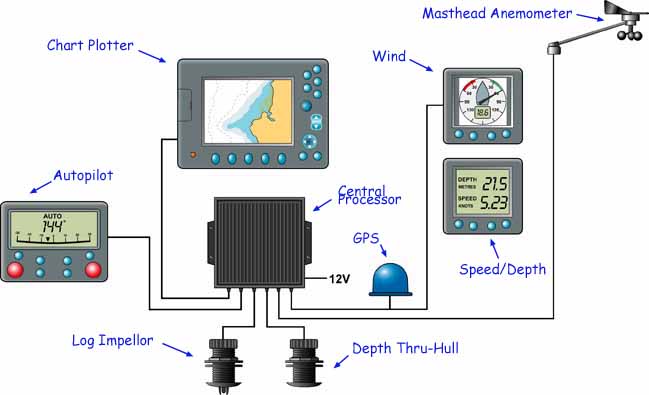 Masthead Anemometer
Chart Plotter
Wind
18.6
Autopilot
AUTO
144°
Central
Processor
DEPTH
METRES 21.5
SPEED
KNOTS 5.23
GPS
12V
Speed/Depth
Log Impellor
Depth Thru-Hull